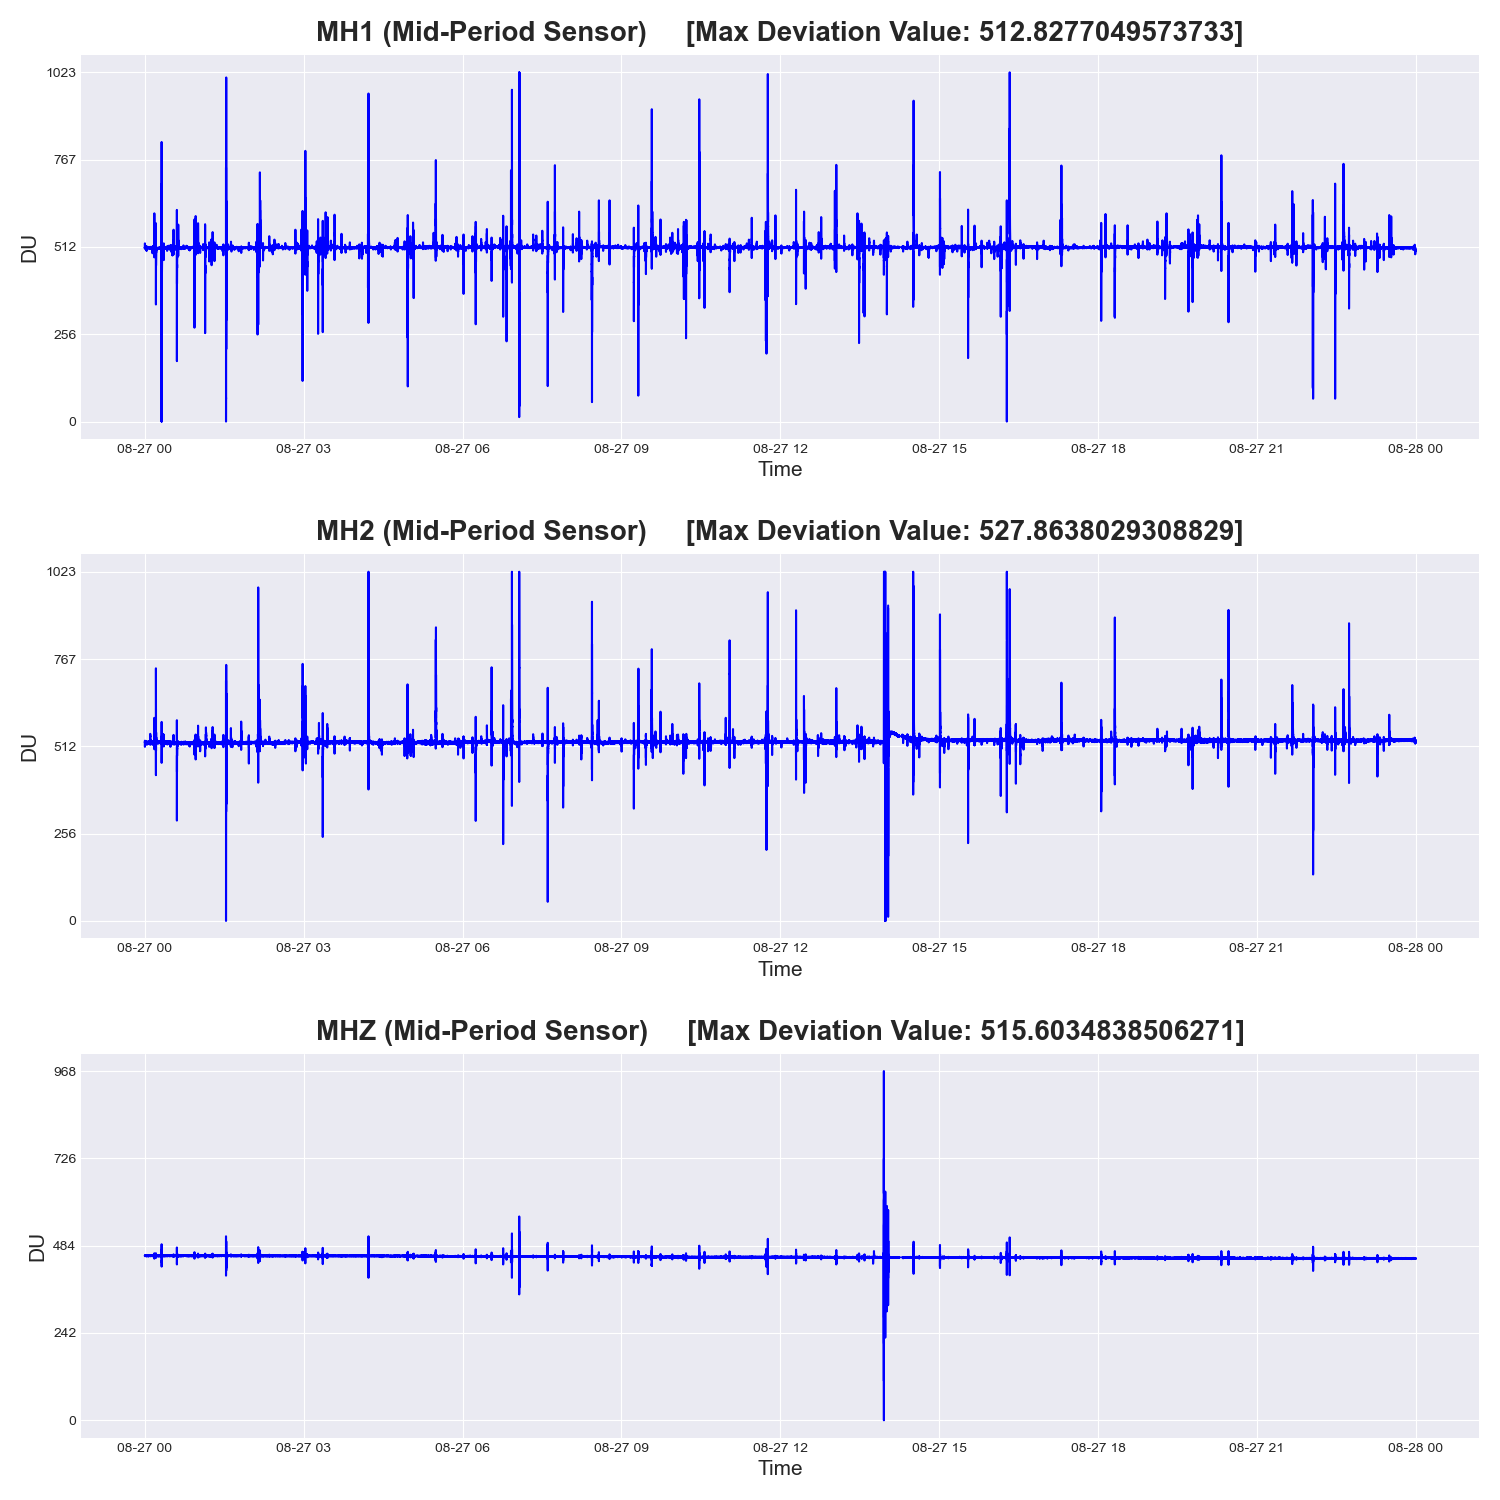 MH1 (Mid-Period Sensor) [Max Deviation Value: 512.8277049573733]
1023
767
512
256
0
DU
08-27 00 08-27 03 08-27 06 08-27 09 08-27 12 08-27 15 08-27 18 08-27 21 08-28 00
Time
MH2 (Mid-Period Sensor) [Max Deviation Value: 527.8638029308829]
1023
767
512
256
0
DU
08-27 00 08-27 03 08-27 06 08-27 09 08-27 12 08-27 15 08-27 18 08-27 21 08-28 00
Time
MHZ (Mid-Period Sensor) [Max Deviation Value: 515.6034838506271]
968
726
484
242
0
DU
08-27 00 08-27 03 08-27 06 08-27 09 08-27 12 08-27 15 08-27 18 08-27 21 08-28 00
Time